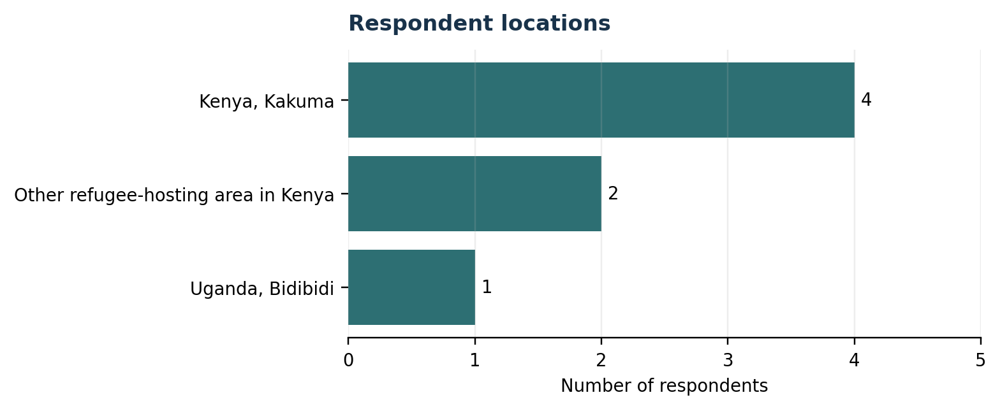 Respondent locations
Kenya, Kakuma
4
Other refugee-hosting area in Kenya
2
Uganda, Bidibidi
1
0 1 2 3 4 5
Number of respondents